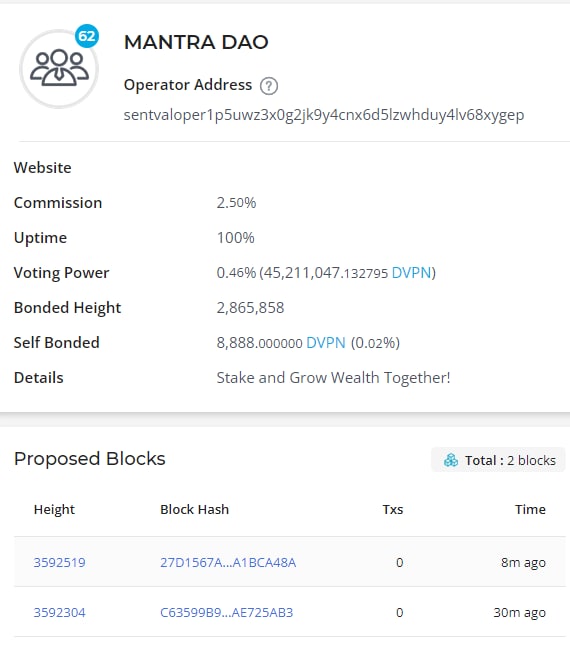 62
MANTRA DAO
Operator Address ?
sentvaloper1p5uwz3x0g2jk9y4cnx6d5lzwhduy4lv68xygep
Website
Commission 2.50%
Uptime 100%
Voting Power 0.46% (45,211,047.132795 DVPN)
Bonded Height 2,865,858
Self Bonded 8,888.000000 DVPN (0.02%)
Details Stake and Grow Wealth Together!
Proposed Blocks Total : 2 blocks
Height Block Hash Txs Time
3592519 27D1567A...A1BCA48A 0 8m ago
3592304 C63599B9...AE725AB3 0 30m ago